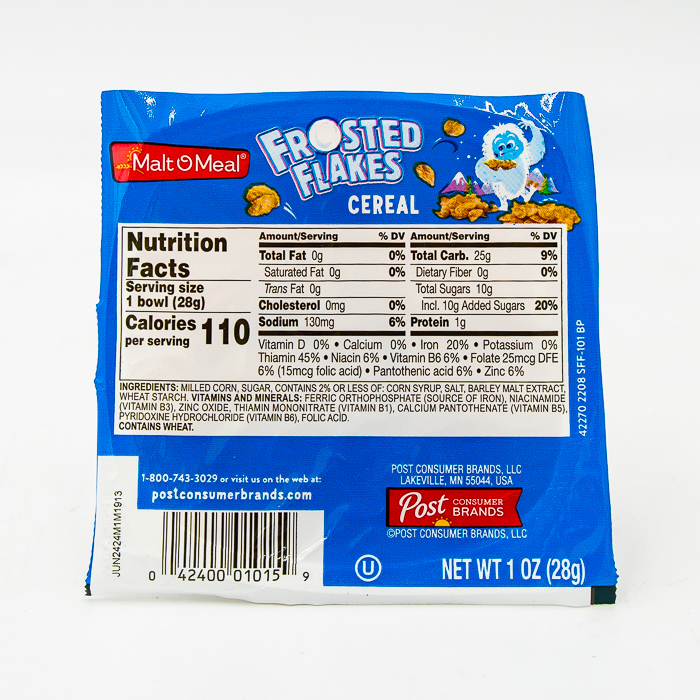 Malt O Meal®
FROSTED
FLAKES
CEREAL
Nutrition
Facts
Serving size
1 bowl (28g)
Calories 110
per serving
Amount/Serving % DV
Total Fat 0g 0%
Saturated Fat 0g 0%
Trans Fat 0g
Cholesterol 0mg 0%
Sodium 130mg 6%
Amount/Serving % DV
Total Carb. 25g 9%
Dietary Fiber 0g 0%
Total Sugars 10g
Incl. 10g Added Sugars 20%
Protein 1g
Vitamin D 0% • Calcium 0% • Iron 20% • Potassium 0%
Thiamin 45% • Niacin 6% • Vitamin B6 6% • Folate 25mcg DFE
6% (15mcg folic acid) • Pantothenic acid 6% • Zinc 6%
INGREDIENTS: MILLED CORN, SUGAR, CONTAINS 2% OR LESS OF: CORN SYRUP, SALT, BARLEY MALT EXTRACT,
WHEAT STARCH. VITAMINS AND MINERALS: FERRIC ORTHOPHOSPHATE (SOURCE OF IRON), NIACINAMIDE
(VITAMIN B3), ZINC OXIDE, THIAMIN MONONITRATE (VITAMIN B1), CALCIUM PANTOTHENATE (VITAMIN B5),
PYRIDOXINE HYDROCHLORIDE (VITAMIN B6), FOLIC ACID.
CONTAINS WHEAT.
42270 2208 SFF-101 BP
1-800-743-3029 or visit us on the web at:
postconsumerbrands.com
JUN2424M1M1913
0 42400 01015 9
POST CONSUMER BRANDS, LLC
LAKEVILLE, MN 55044, USA
Post CONSUMER
BRANDS
©POST CONSUMER BRANDS, LLC
U
NET WT 1 OZ (28g)